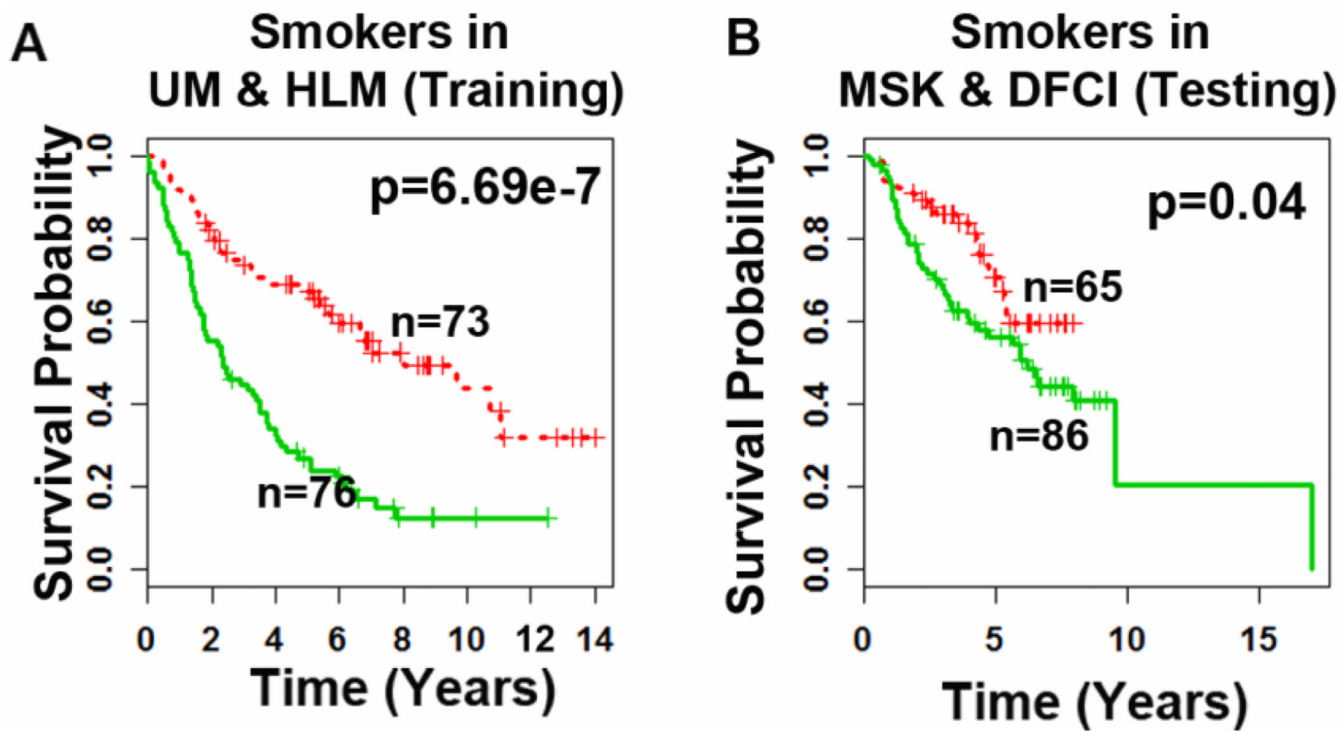 A
Smokers in
UM & HLM (Training)
Survival Probability
1.0
0.8
0.6
0.4
0.2
0.0
p=6.69e-7
n=73
n=76
0 2 4 6 8 10 12 14
Time (Years)
B
Smokers in
MSK & DFCI (Testing)
Survival Probability
1.0
0.8
0.6
0.4
0.2
0.0
p=0.04
n=65
n=86
0 5 10 15
Time (Years)